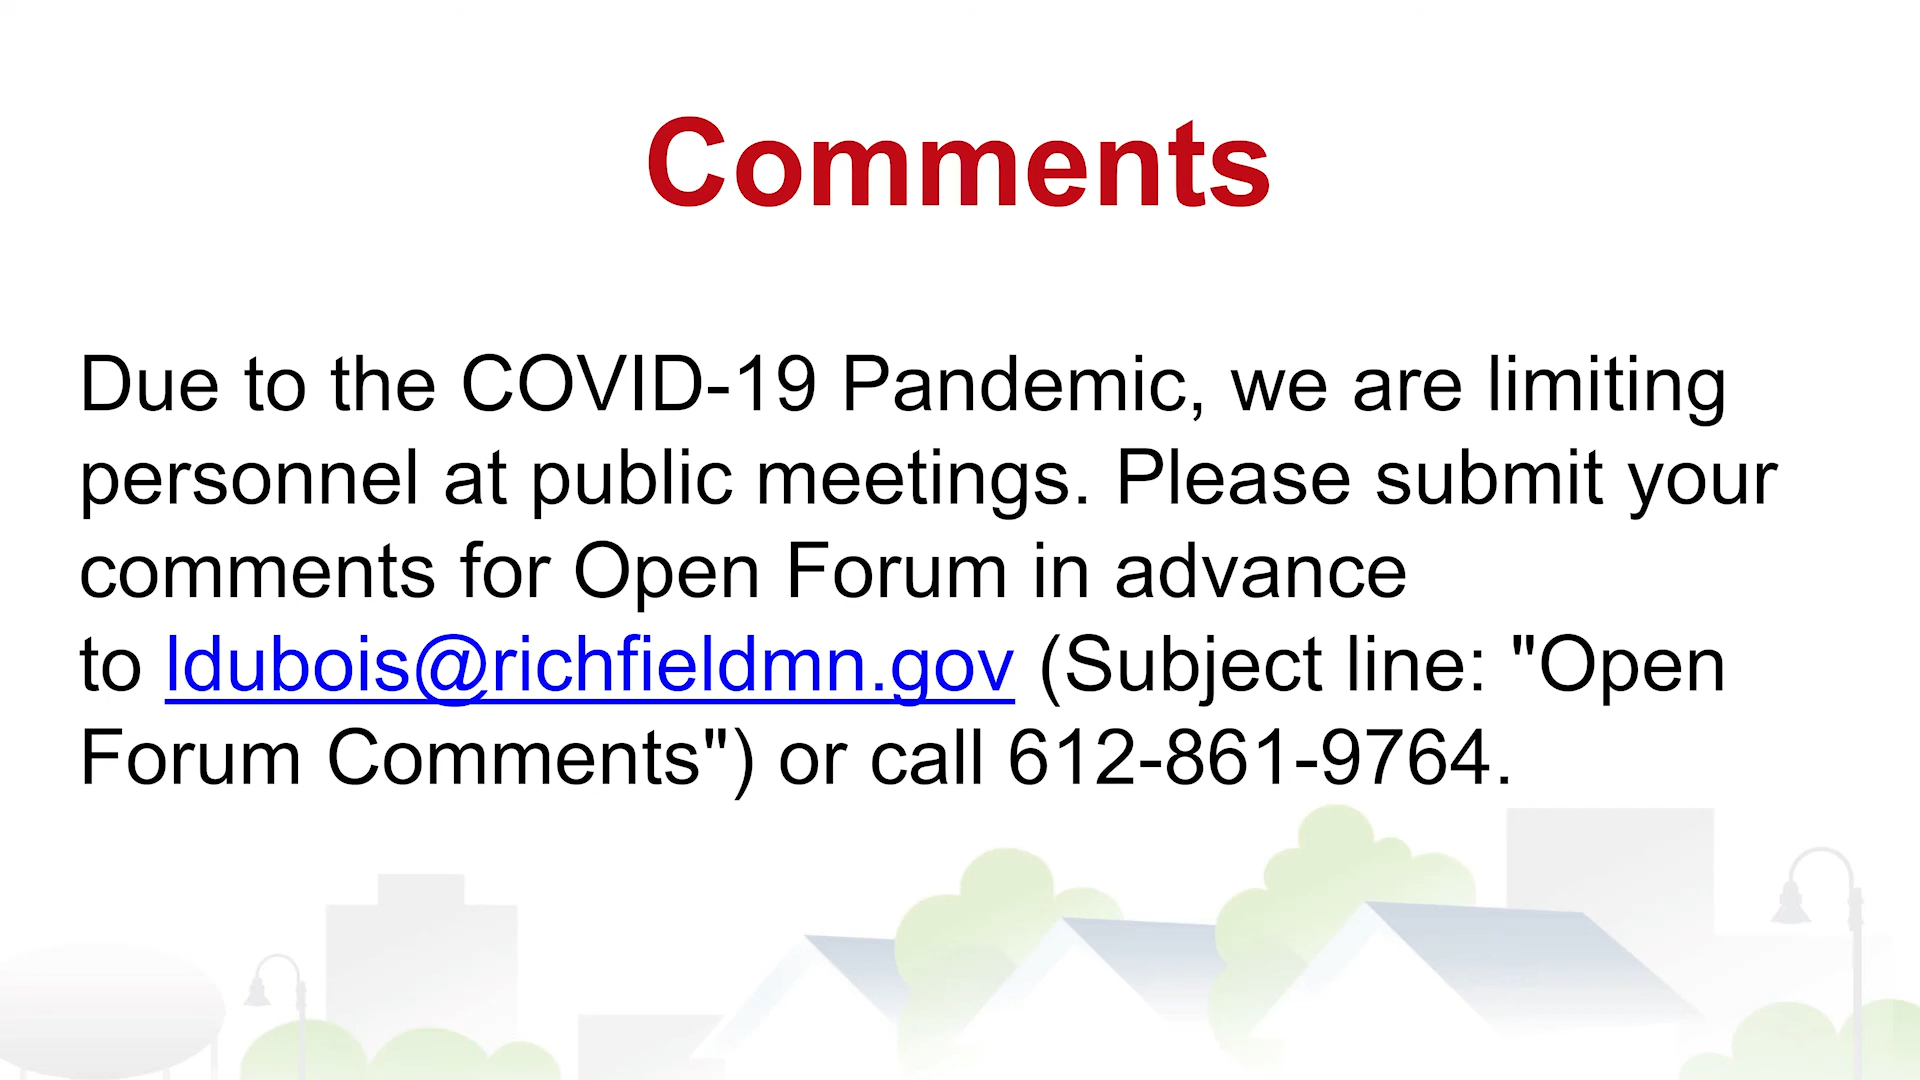 Comments
Due to the COVID-19 Pandemic, we are limiting
personnel at public meetings. Please submit your
comments for Open Forum in advance
to ldubois@richfieldmn.gov (Subject line: "Open
Forum Comments") or call 612-861-9764.